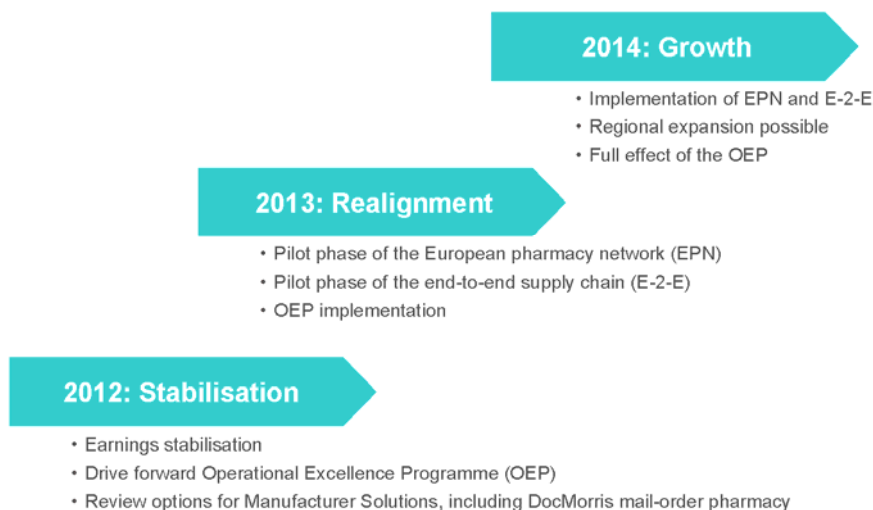 2014: Growth
• Implementation of EPN and E-2-E
• Regional expansion possible
• Full effect of the OEP
2013: Realignment
• Pilot phase of the European pharmacy network (EPN)
• Pilot phase of the end-to-end supply chain (E-2-E)
• OEP implementation
2012: Stabilisation
• Earnings stabilisation
• Drive forward Operational Excellence Programme (OEP)
• Review options for Manufacturer Solutions, including DocMorris mail-order pharmacy